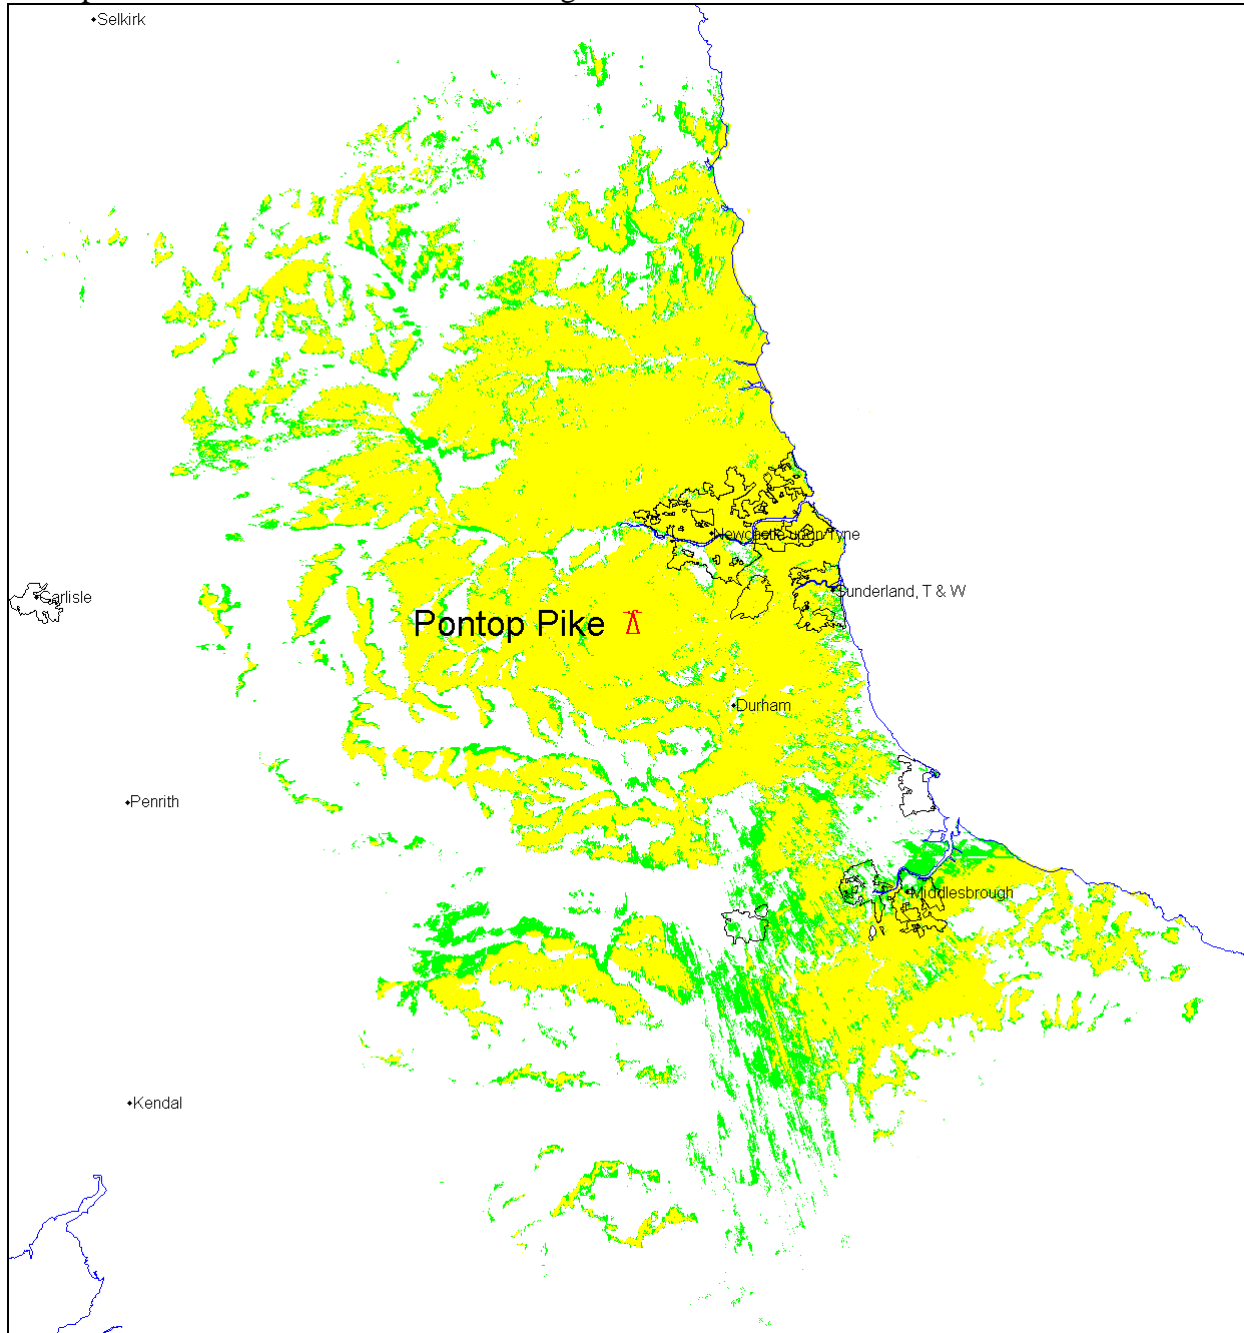 Selkirk
Newcastle upon Tyne
Carlisle
Sunderland, T & W
Pontop Pike
Durham
Penrith
Middlesbrough
Kendal